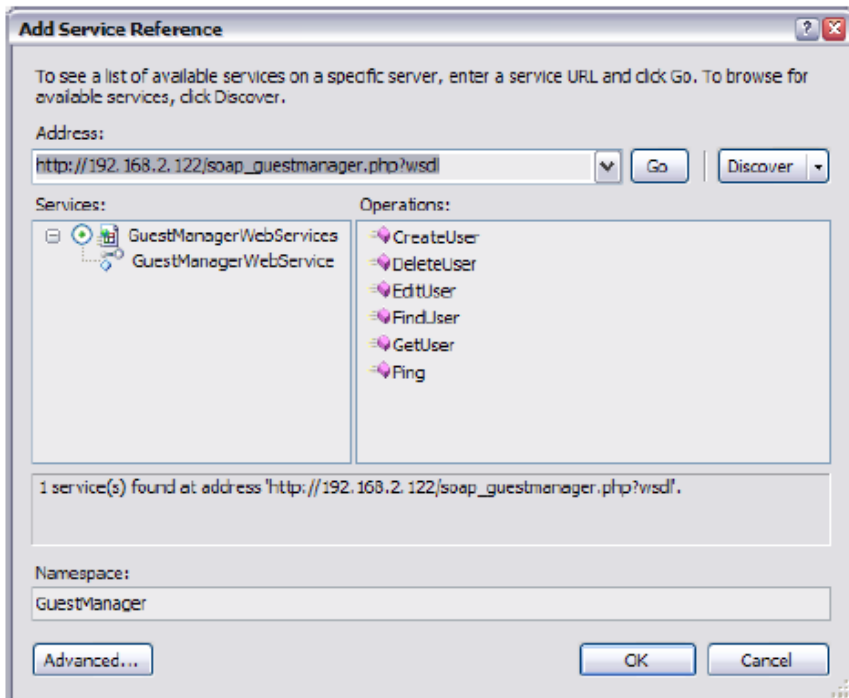 Add Service Reference
To see a list of available services on a specific server, enter a service URL and click Go. To browse for
available services, click Discover.
Address:
http://192.168.2.122/soap_guestmanager.php?wsdl
Go
Discover
Services:
GuestManagerWebServices
GuestManagerWebService
Operations:
CreateUser
DeleteUser
EditUser
FindUser
GetUser
Ping
1 service(s) found at address 'http://192.168.2.122/soap_guestmanager.php?wsdl'.
Namespace:
GuestManager
Advanced...
OK
Cancel